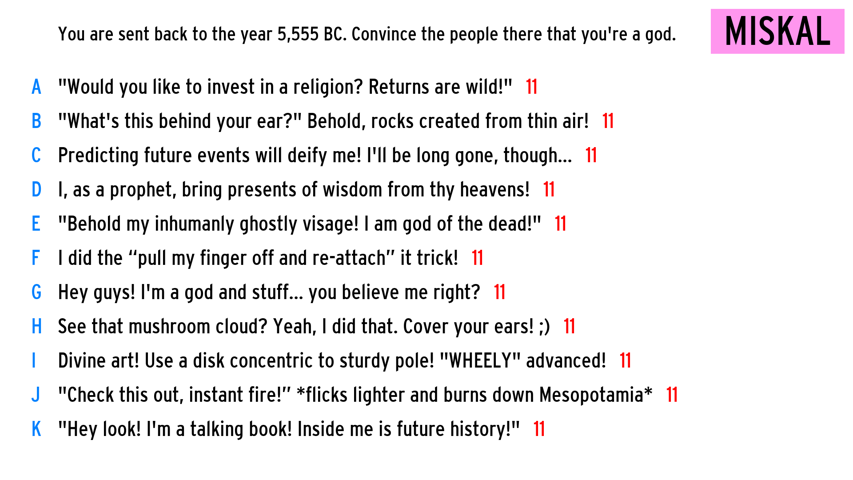 You are sent back to the year 5,555 BC. Convince the people there that you're a god.
MISKAL
A "Would you like to invest in a religion? Returns are wild!" 11
B "What's this behind your ear?" Behold, rocks created from thin air! 11
C Predicting future events will deify me! I'll be long gone, though... 11
D I, as a prophet, bring presents of wisdom from thy heavens! 11
E "Behold my inhumanly ghostly visage! I am god of the dead!" 11
F I did the “pull my finger off and re-attach” it trick! 11
G Hey guys! I'm a god and stuff... you believe me right? 11
H See that mushroom cloud? Yeah, I did that. Cover your ears! ;) 11
I Divine art! Use a disk concentric to sturdy pole! "WHEELY" advanced! 11
J "Check this out, instant fire!” *flicks lighter and burns down Mesopotamia* 11
K "Hey look! I'm a talking book! Inside me is future history!" 11